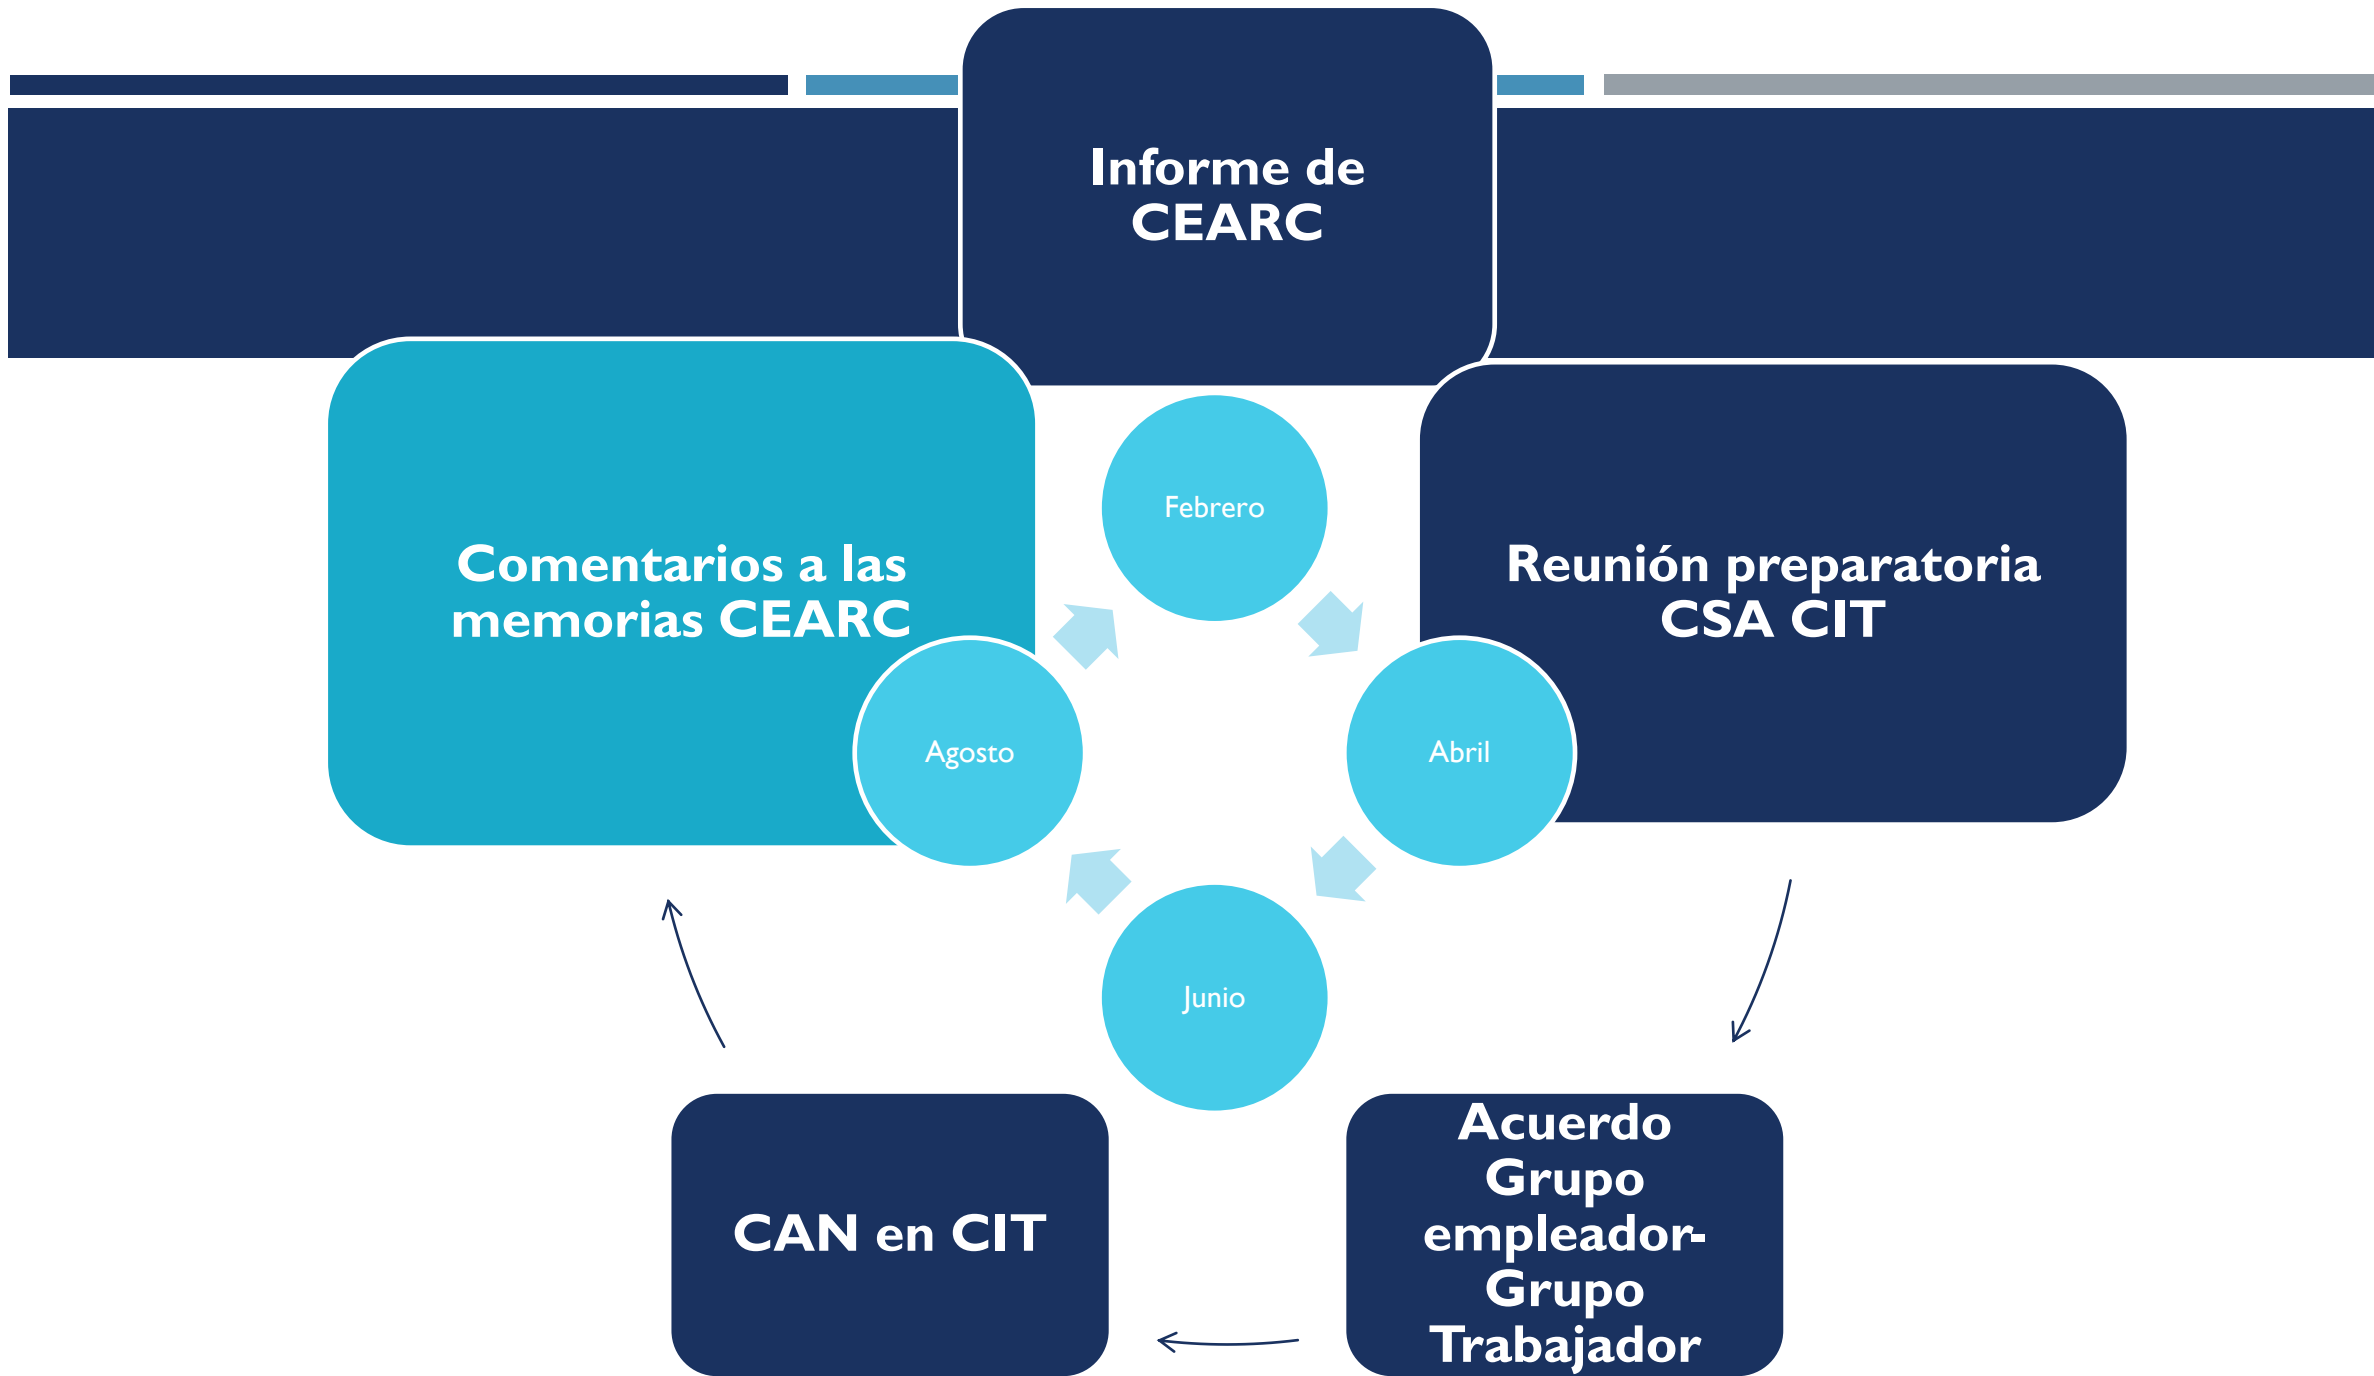 Informe de
CEARC
Comentarios a las
memorias CEARC
Febrero
Reunión preparatoria
CSA CIT
Agosto
Abril
Junio
CAN en CIT
Acuerdo
Grupo
empleador-
Grupo
Trabajador